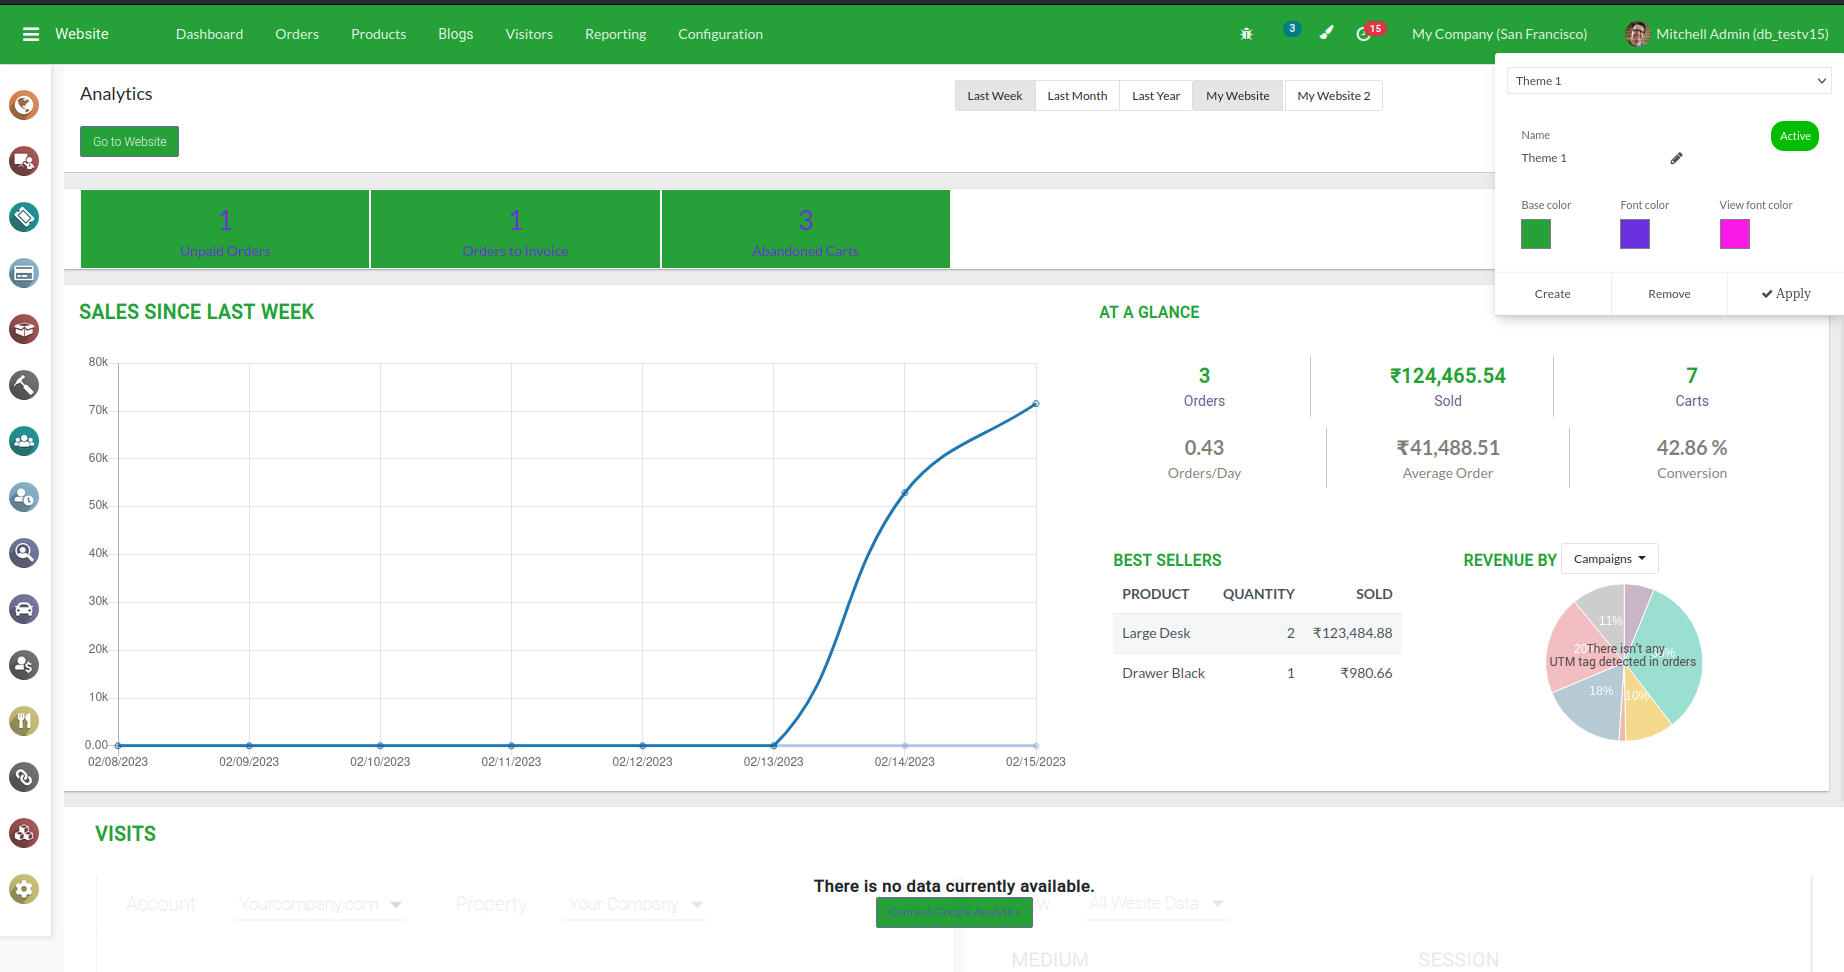 Website
Dashboard
Orders
Products
Blogs
Visitors
Reporting
Configuration
3
15
My Company (San Francisco)
Mitchell Admin (db_testv15)
Analytics
Last Week
Last Month
Last Year
My Website
My Website 2
Go to Website
Theme 1
Name
Active
Theme 1
Base color
Font color
View font color
Create
Remove
Apply
1
Unpaid Orders
1
Orders to Invoice
3
Abandoned Carts
SALES SINCE LAST WEEK
80k
70k
60k
50k
40k
30k
20k
10k
0.00
02/08/2023
02/09/2023
02/10/2023
02/11/2023
02/12/2023
02/13/2023
02/14/2023
02/15/2023
AT A GLANCE
3
Orders
₹124,465.54
Sold
7
Carts
0.43
Orders/Day
₹41,488.51
Average Order
42.86 %
Conversion
BEST SELLERS
PRODUCT QUANTITY SOLD
Large Desk 2 ₹123,484.88
Drawer Black 1 ₹980.66
REVENUE BY
Campaigns
11%
There isn't any
UTM tag detected in orders
18%
10%
VISITS
There is no data currently available.
Account
Yourcompany.com
Property
Your Company
Connect Google Analytics
All Wesite Data
MEDIUM
SESSION